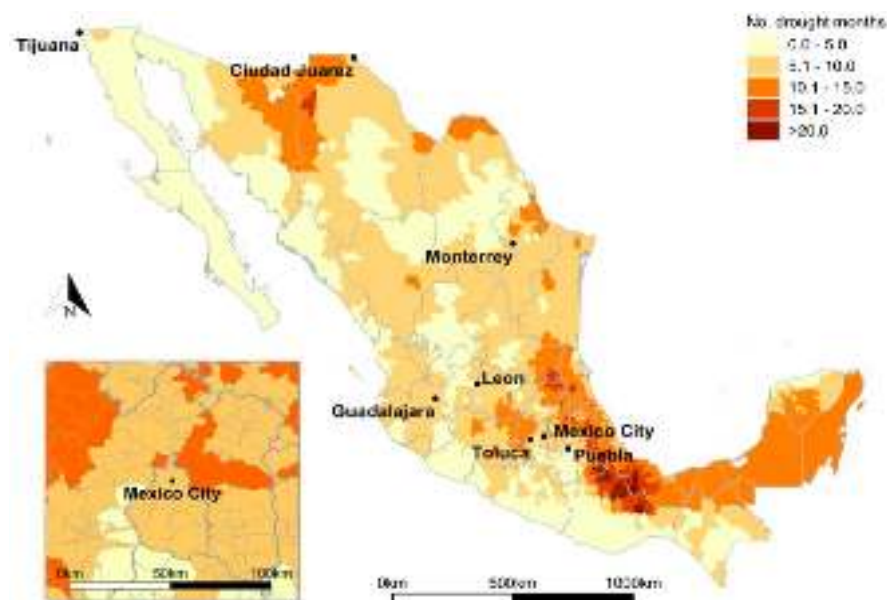 No. drought months
0.0 - 5.0
5.1 - 10.0
10.1 - 15.0
15.1 - 20.0
>20.0
Tijuana
Ciudad Juarez
Monterrey
N
Leon
Guadalajara
Mexico City
Toluca
Puebla
Mexico City
0km 50km 100km
0km 500km 1000km